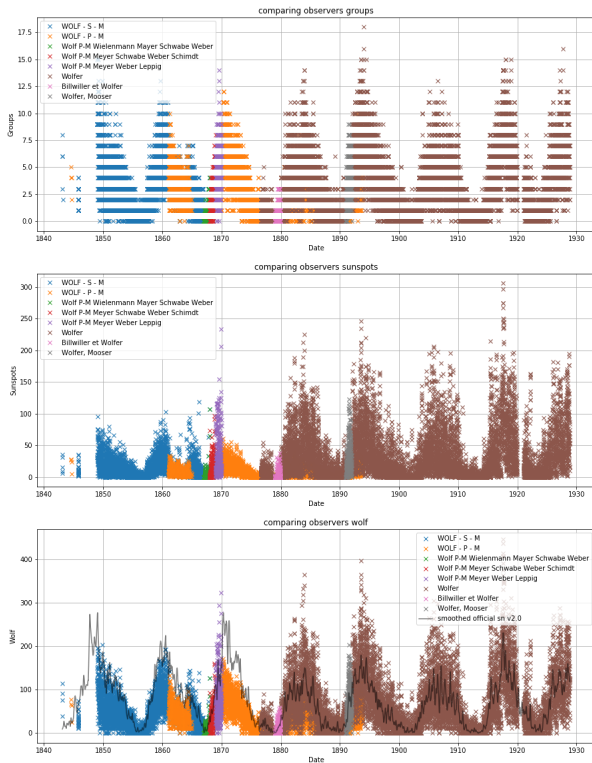 comparing observers groups
17.5
15.0
12.5
10.0
7.5
5.0
2.5
0.0
Groups
WOLF - S - M
WOLF - P - M
Wolf P-M Wielenmann Mayer Schwabe Weber
Wolf P-M Mayer Schwabe Weber Schimdt
Wolf P-M Meyer Weber Leppig
Wolfer
Billwiller et Wolfer
Wolfer, Mooser
1840 1850 1860 1870 1880 1890 1900 1910 1920 1930
Date
comparing observers sunspots
300
250
200
150
100
50
0
Sunspots
WOLF - S - M
WOLF - P - M
Wolf P-M Wielenmann Mayer Schwabe Weber
Wolf P-M Meyer Schwabe Weber Schimdt
Wolf P-M Meyer Weber Leppig
Wolfer
Billwiller et Wolfer
Wolfer, Mooser
1840 1850 1860 1870 1880 1890 1900 1910 1920 1930
Date
comparing observers wolf
400
300
200
100
0
Wolf
WOLF - S - M
WOLF - P - M
Wolf P-M Wielenmann Mayer Schwabe Weber
Wolf P-M Meyer Schwabe Weber Schimdt
Wolf P-M Meyer Weber Leppig
Wolfer
Billwiller et Wolfer
Wolfer, Mooser
smoothed official sn v2.0
1840 1850 1860 1870 1880 1890 1900 1910 1920 1930
Date